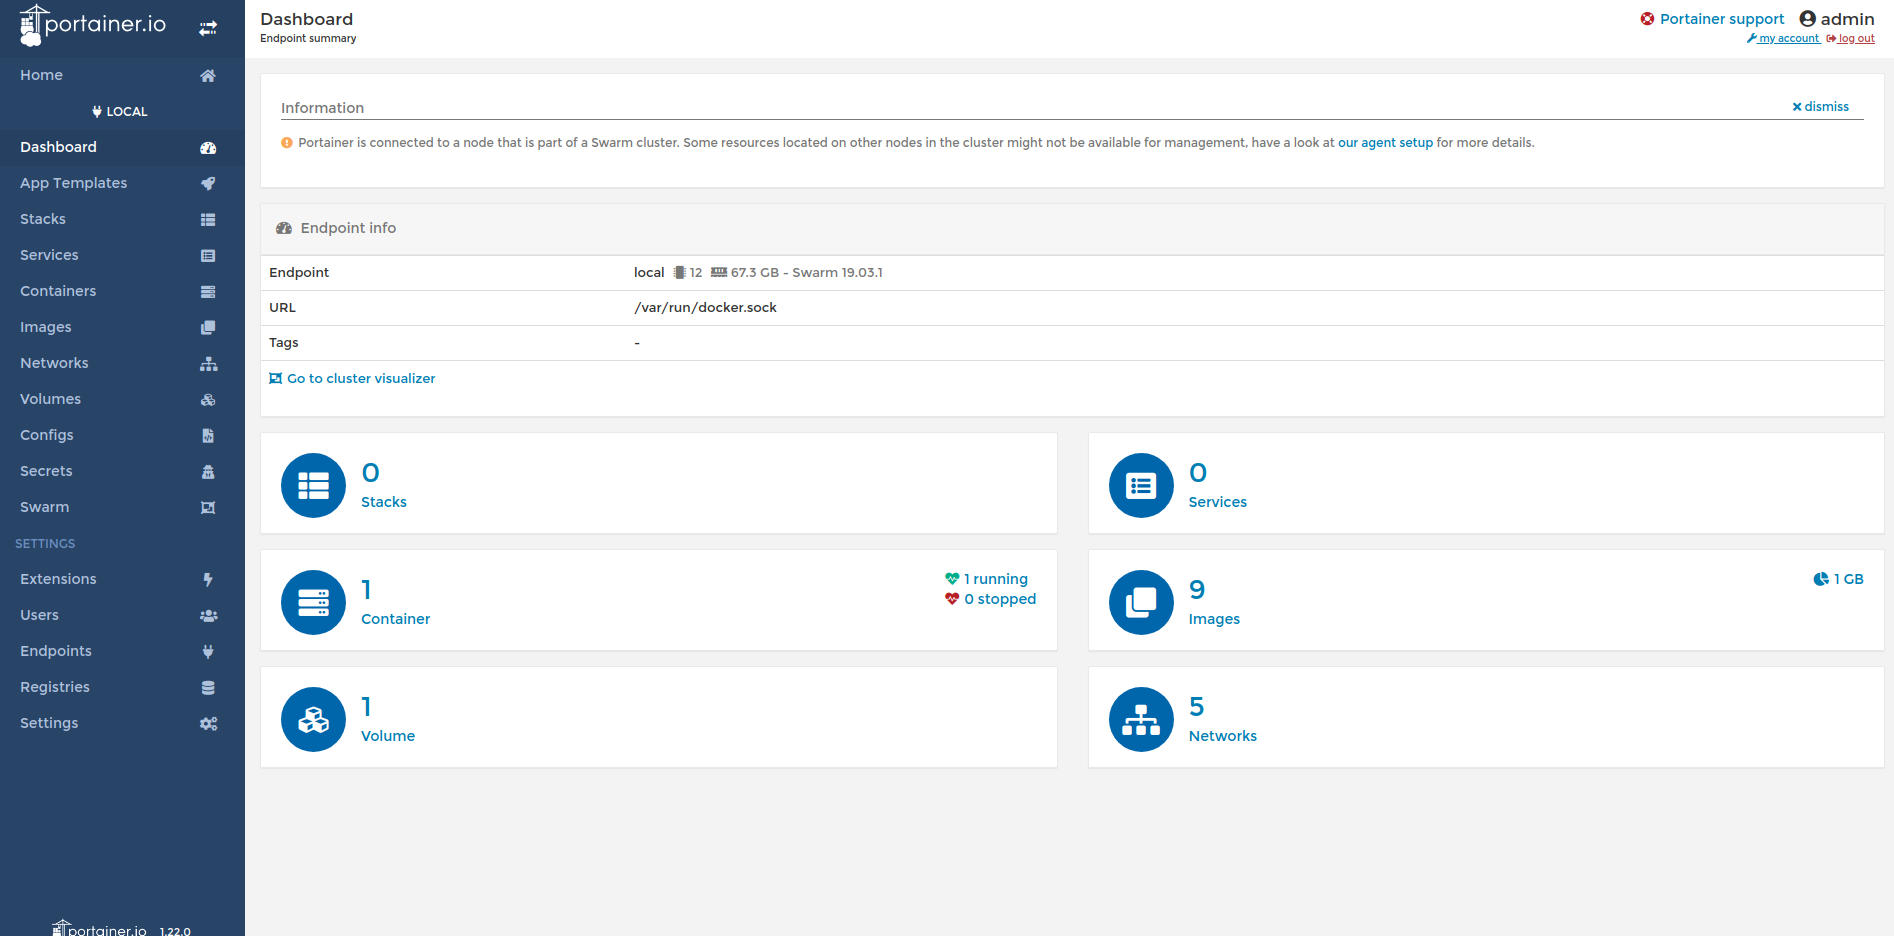 portainer.io
Home
LOCAL
Dashboard
App Templates
Stacks
Services
Containers
Images
Networks
Volumes
Configs
Secrets
Swarm
SETTINGS
Extensions
Users
Endpoints
Registries
Settings
portainer.io 1.22.0
Dashboard
Endpoint summary
Portainer support admin
my account log out
Information
dismiss
Portainer is connected to a node that is part of a Swarm cluster. Some resources located on other nodes in the cluster might not be available for management, have a look at our agent setup for more details.
Endpoint info
Endpoint local 12 67.3 GB - Swarm 19.03.1
URL /var/run/docker.sock
Tags -
Go to cluster visualizer
0
Stacks
0
Services
1
Container
1 running
0 stopped
9
Images
1 GB
1
Volume
5
Networks